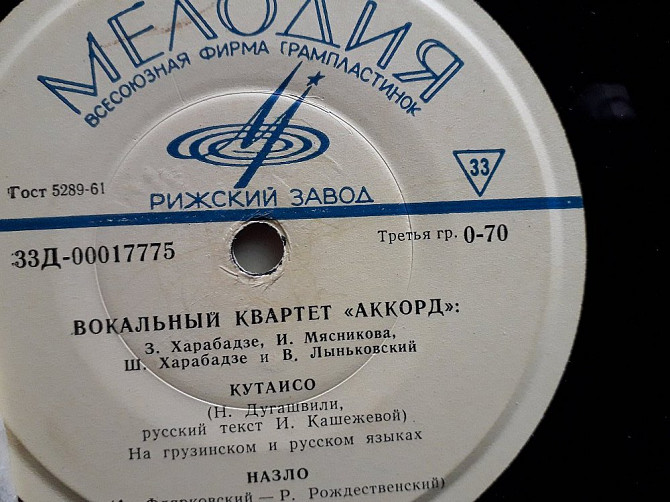 МЕЛОДИЯ
ВСЕСОЮЗНАЯ ФИРМА ГРАМПЛАСТИНОК
33
Гост 5289-61
РИЖСКИЙ ЗАВОД
33Д-00017775
Третья гр. 0-70
ВОКАЛЬНЫЙ КВАРТЕТ «АККОРД»:
З. Харабадзе, И. Мясникова,
Ш. Харабадзе и В. Лыньковский
КУТАИСО
(Н. Дугашвили,
русский текст И. Кашежевой)
На грузинском и русском языках
НАЗЛО
Флярковский — Р. Рождественский)